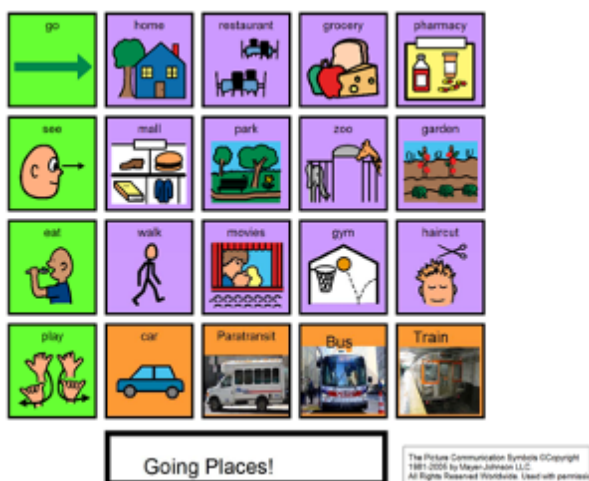 go
home
restaurant
grocery
pharmacy
see
mall
park
zoo
garden
eat
walk
movies
gym
haircut
play
car
Paratransit
Bus
Train
Going Places!
The Picture Communication Symbols ©Copyright
1981-2005 by Mayer-Johnson LLC.
All Rights Reserved Worldwide. Used with permission